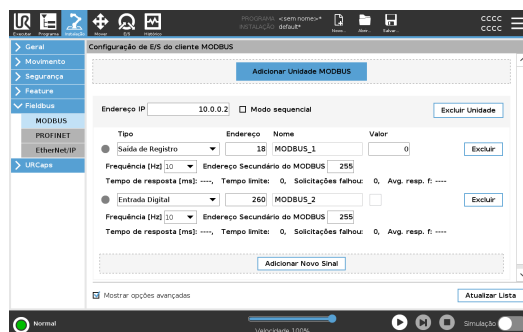 PROGRAMA <sem nome>*
INSTALAÇÃO default*
Executar Programa Instalação Mover E/S Histórico Novo... Abrir... Salvar...
CCCC
CCCC
Geral
Movimento
Segurança
Feature
Fieldbus
MODBUS
PROFINET
EtherNet/IP
URCaps
Configuração de E/S do cliente MODBUS
Adicionar Unidade MODBUS
Endereço IP 10.0.0.2 Modo sequencial Excluir Unidade
Tipo Endereço Nome Valor
Saída de Registro 18 MODBUS_1 0 Excluir
Frequência [Hz] 10 Endereço Secundário do MODBUS 255
Tempo de resposta [ms]: ----, Tempo limite: 0, Solicitações falhou: 0, Avg. resp. f: ----
Entrada Digital 260 MODBUS_2 Excluir
Frequência [Hz] 10 Endereço Secundário do MODBUS 255
Tempo de resposta [ms]: ----, Tempo limite: 0, Solicitações falhou: 0, Avg. resp. f: ----
Adicionar Novo Sinal
Mostrar opções avançadas
Atualizar Lista
Normal
Velocidade 100%
Simulação